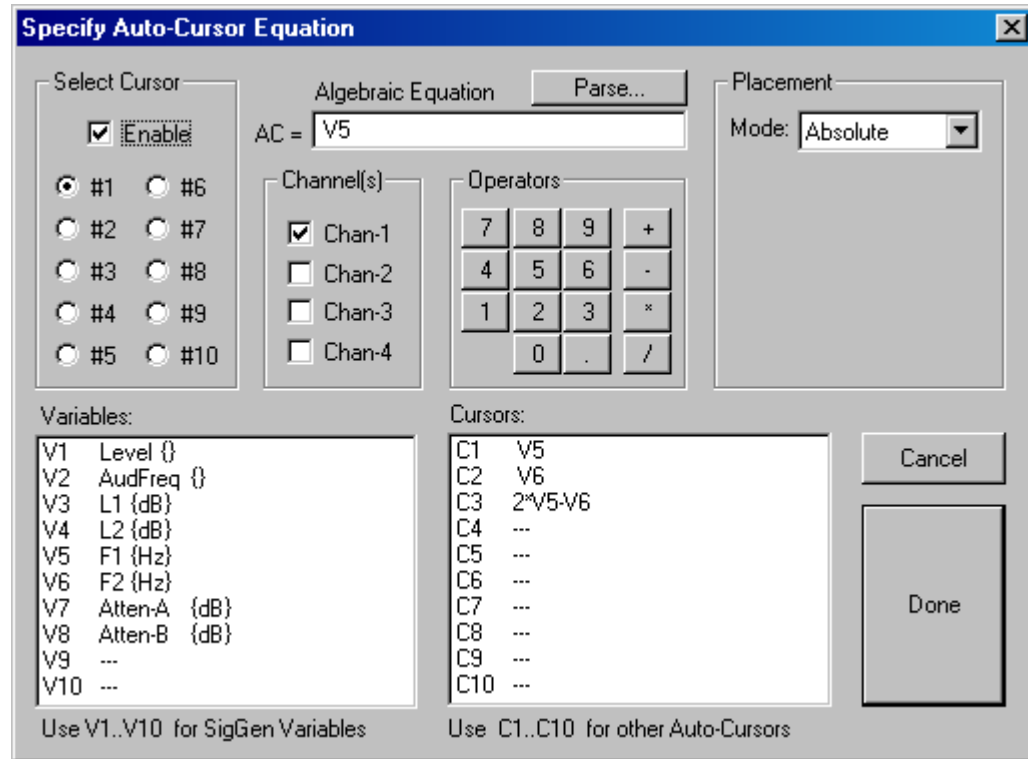 Specify Auto-Cursor Equation
Select Cursor
Enable
#1 #6
#2 #7
#3 #8
#4 #9
#5 #10
Algebraic Equation
Parse...
AC = V5
Channel(s)
Chan-1
Chan-2
Chan-3
Chan-4
Operators
7 8 9 +
4 5 6 -
1 2 3 *
0 . /
Placement
Mode: Absolute
Variables:
V1 Level {}
V2 AudFreq {}
V3 L1 {dB}
V4 L2 {dB}
V5 F1 {Hz}
V6 F2 {Hz}
V7 Atten-A {dB}
V8 Atten-B {dB}
V9 ---
V10 ---
Use V1..V10 for SigGen Variables
Cursors:
C1 V5
C2 V6
C3 2*V5-V6
C4 ---
C5 ---
C6 ---
C7 ---
C8 ---
C9 ---
C10 ---
Use C1..C10 for other Auto-Cursors
Cancel
Done